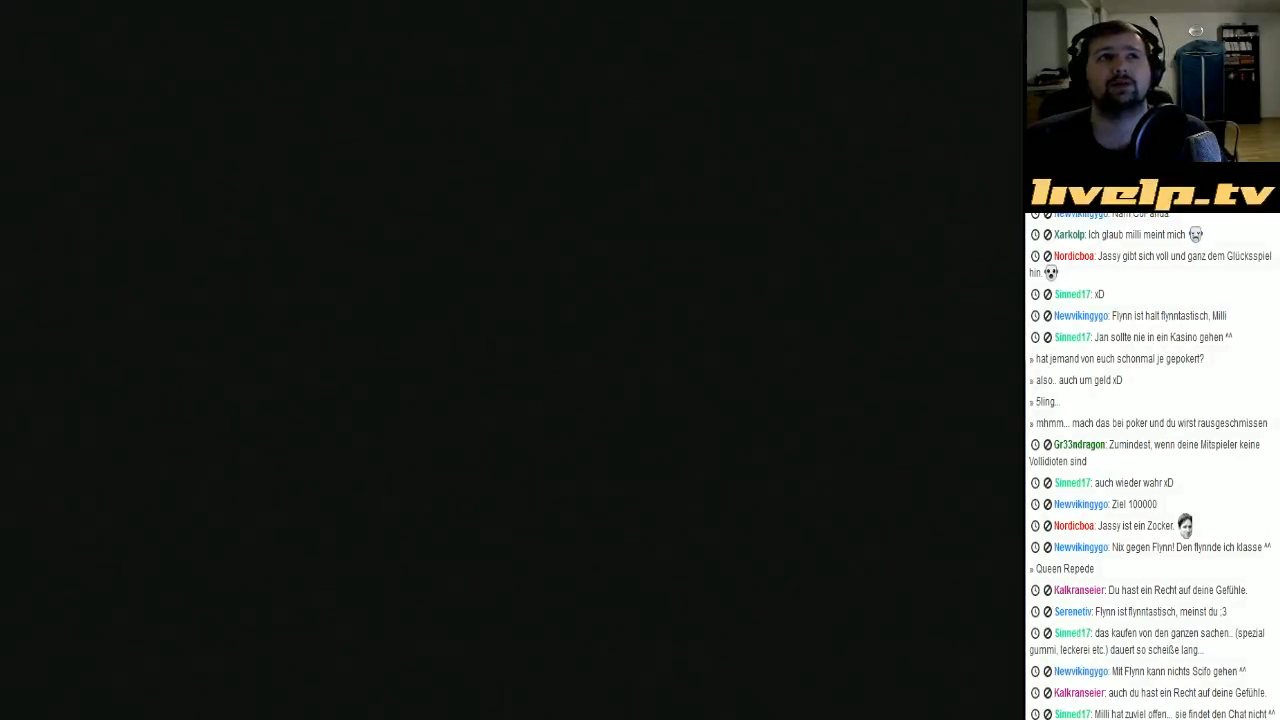 live1p.tv
Newvikingygo:
Xarkolp: Ich glaub milli meint mich
Nordicboa: Jassy gibt sich voll und ganz dem Glücksspiel
hin.
Sinned17: xD
Newvikingygo: Flynn ist halt flynntastisch, Milli
Sinned17: Jan sollte nie in ein Kasino gehen ^^
» hat jemand von euch schonmal je gepokert?
» also.. auch um geld xD
» 5ling...
» mhmm... mach das bei poker und du wirst rausgeschmissen
Gr33ndragon: Zumindest, wenn deine Mitspieler keine
Vollidioten sind
Sinned17: auch wieder wahr xD
Newvikingygo: Ziel 100000
Nordicboa: Jassy ist ein Zocker.
Newvikingygo: Nix gegen Flynn! Den flynnde ich klasse ^^
» Queen Repede
Kalkranseier: Du hast ein Recht auf deine Gefühle.
Serenetiv: Flynn ist flynntastisch, meinst du ;3
Sinned17: das kaufen von den ganzen sachen.. (spezial
gummi, leckerei etc.) dauert so scheiße lang...
Newvikingygo: Mit Flynn kann nichts Scifo gehen ^^
Kalkranseier: auch du hast ein Recht auf deine Gefühle.
Sinned17: Milli hat zuviel offen... sie findet den Chat nicht ^^